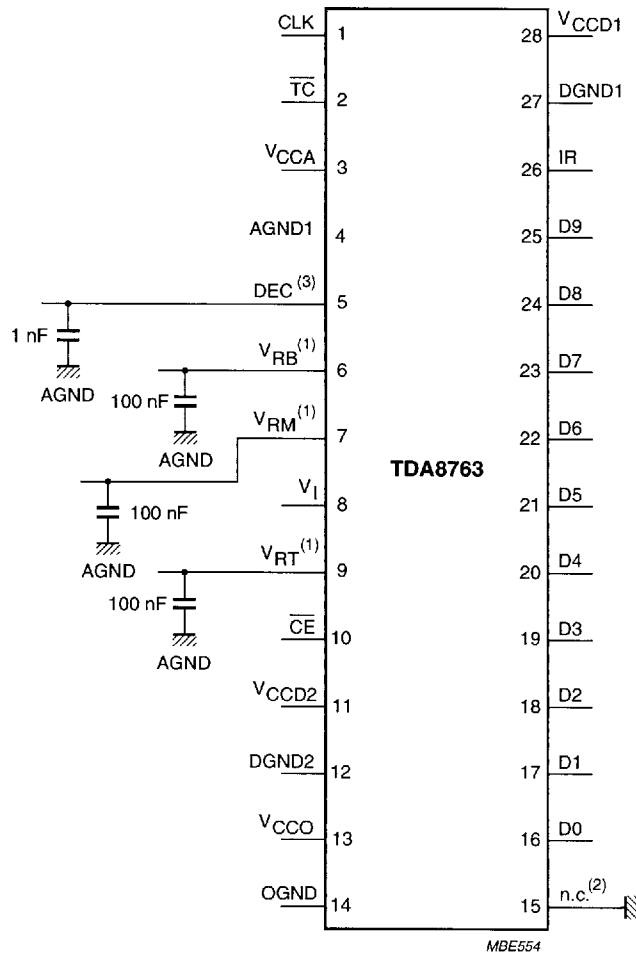 CLK 1
TC 2
VCCA 3
AGND1 4
DEC (3) 5
1 nF
AGND
VRB (1) 6
100 nF
AGND
VRM (1) 7
100 nF
AGND
VI 8
VRT (1) 9
100 nF
AGND
CE 10
VCCD2 11
DGND2 12
VCCO 13
OGND 14
TDA8763
28 VCCD1
27 DGND1
26 IR
25 D9
24 D8
23 D7
22 D6
21 D5
20 D4
19 D3
18 D2
17 D1
16 D0
15 n.c.(2)
MBE554